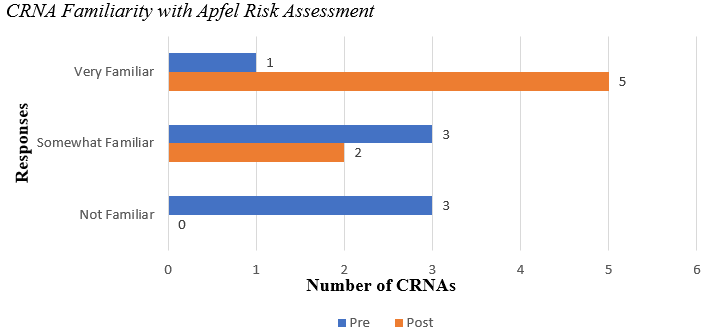 CRNA Familiarity with Apfel Risk Assessment
Very Familiar
1
5
Somewhat Familiar
3
2
Not Familiar
3
0
Responses
0 1 2 3 4 5 6
Number of CRNAs
Pre Post